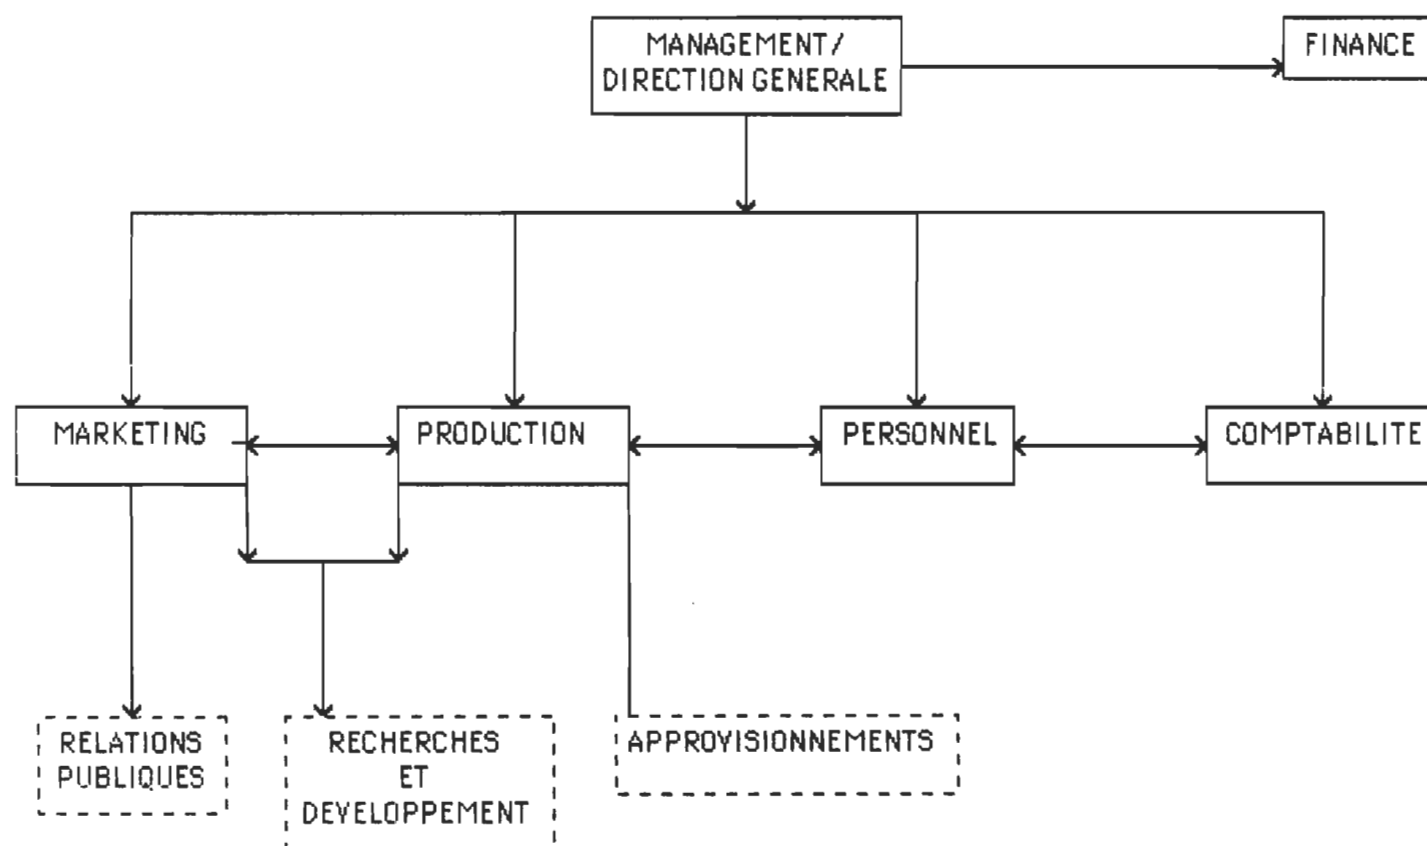 MANAGEMENT/
DIRECTION GENERALE
FINANCE
MARKETING
PRODUCTION
PERSONNEL
COMPTABILITE
RELATIONS
PUBLIQUES
RECHERCHES
ET
DEVELOPPEMENT
APPROVISIONNEMENTS